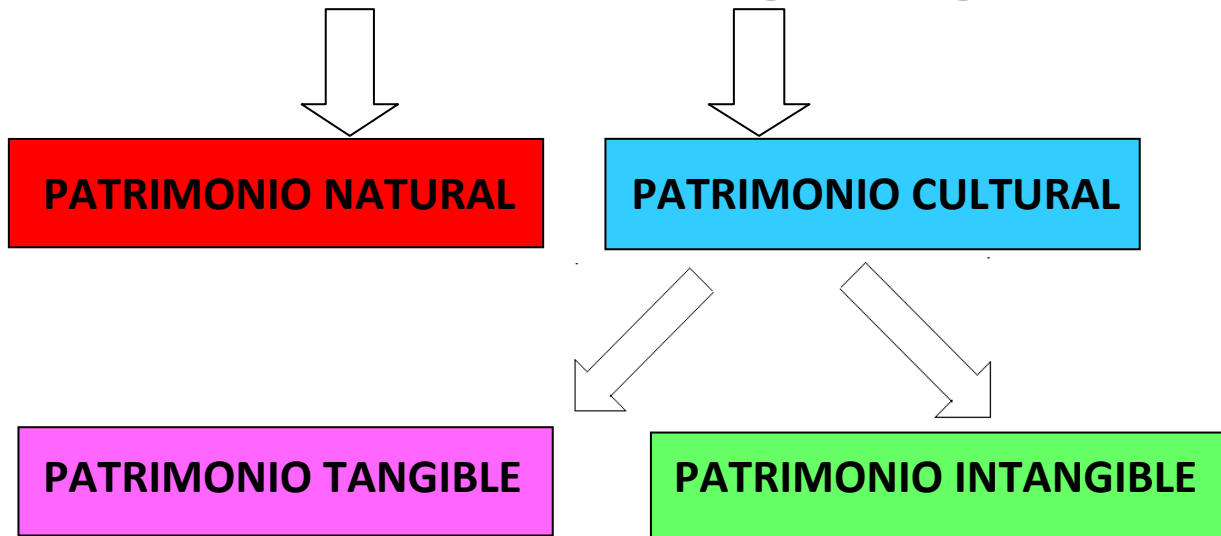 PATRIMONIO NATURAL
PATRIMONIO CULTURAL
PATRIMONIO TANGIBLE
PATRIMONIO INTANGIBLE